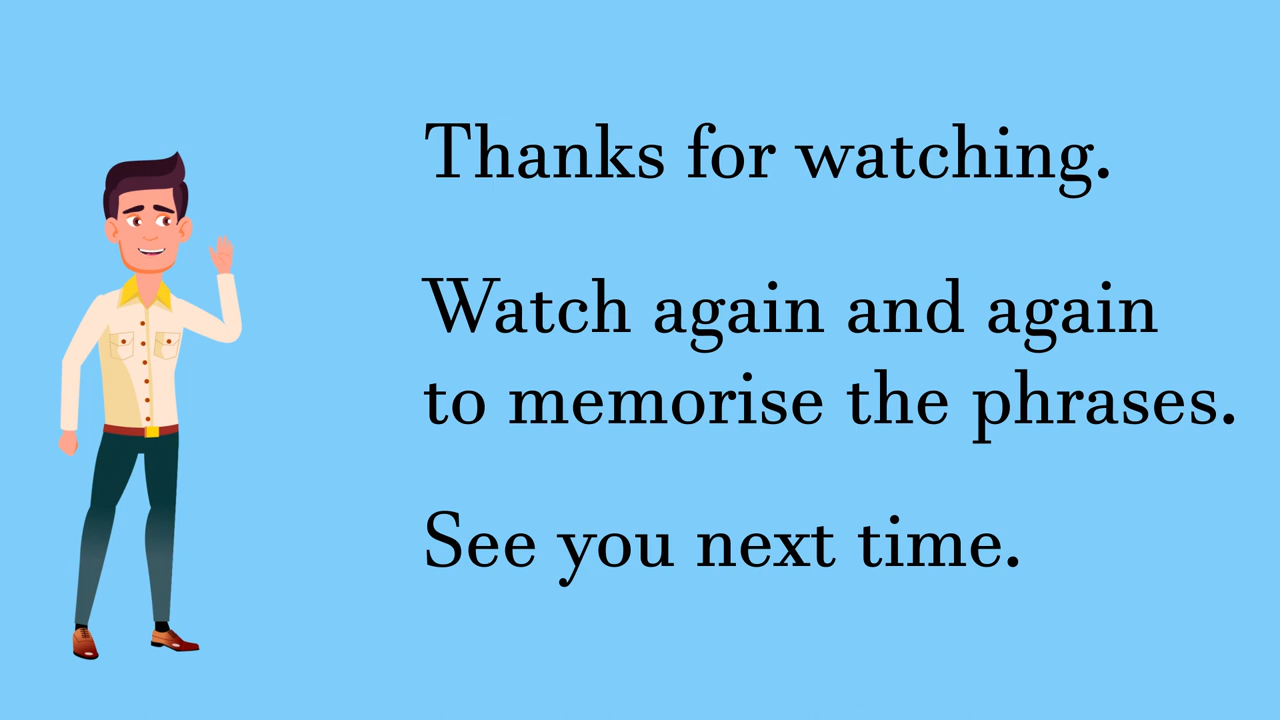 Thanks for watching.
Watch again and again
to memorise the phrases.
See you next time.